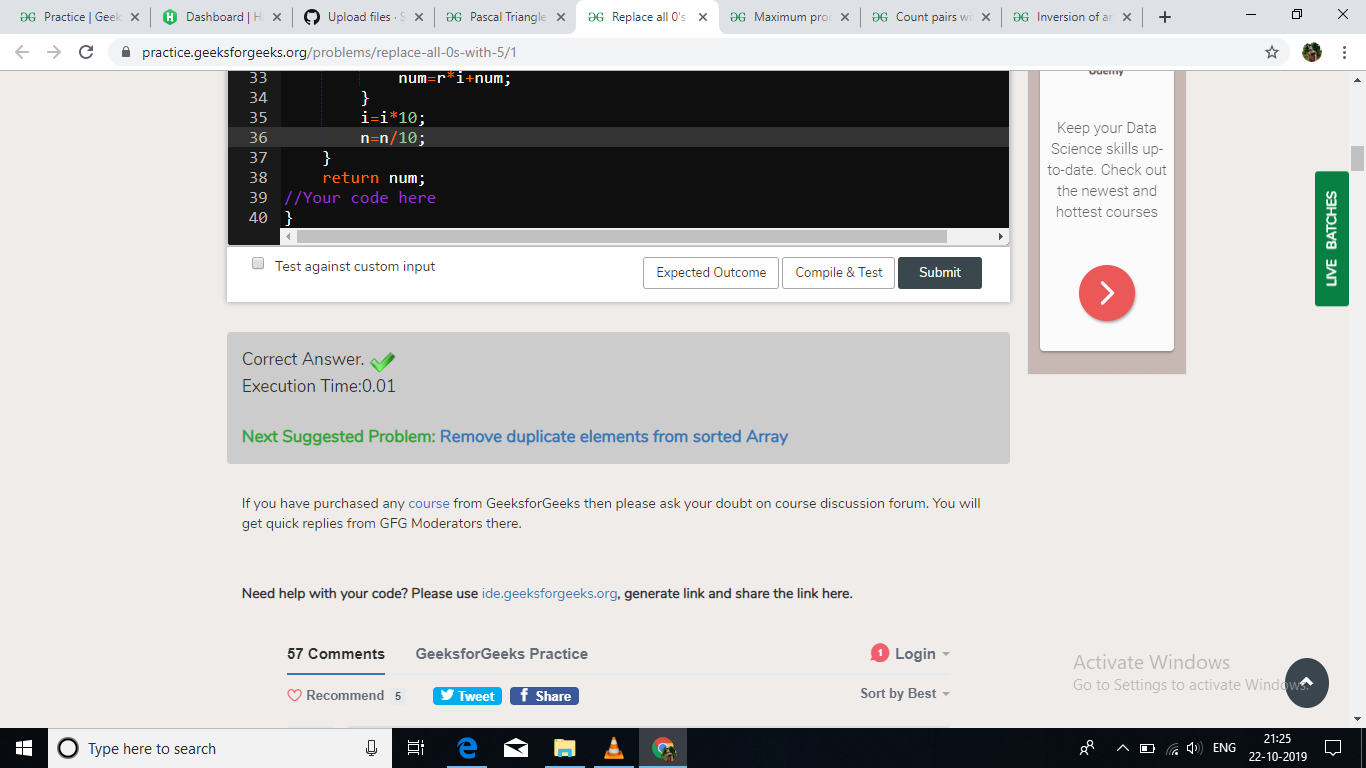 Practice | Geek
Dashboard | H
Upload files · S
Pascal Triangle
Replace all 0's
Maximum pro
Count pairs wi
Inversion of ar
practice.geeksforgeeks.org/problems/replace-all-0s-with-5/1
33 num=r*i+num;
34 }
35 i=i*10;
36 n=n/10;
37 }
38 return num;
39 //Your code here
40 }
Test against custom input
Expected Outcome
Compile & Test
Submit
Correct Answer.
Execution Time:0.01
Next Suggested Problem: Remove duplicate elements from sorted Array
If you have purchased any course from GeeksforGeeks then please ask your doubt on course discussion forum. You will
get quick replies from GFG Moderators there.
Need help with your code? Please use ide.geeksforgeeks.org, generate link and share the link here.
57 Comments
GeeksforGeeks Practice
1 Login
Recommend 5
Tweet
f Share
Sort by Best
Udemy
Keep your Data
Science skills up-
to-date. Check out
the newest and
hottest courses
LIVE BATCHES
Activate Windows
Go to Settings to activate Windows.
Type here to search
ENG
21:25
22-10-2019